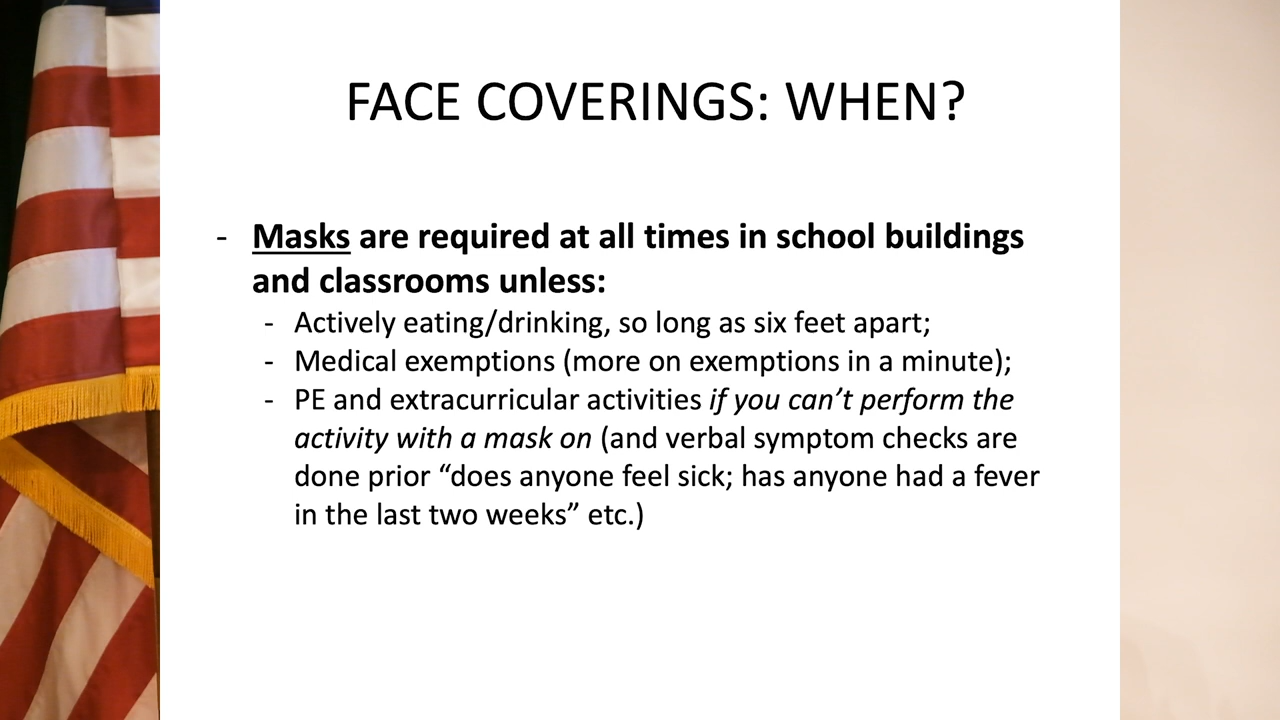 FACE COVERINGS: WHEN?
- Masks are required at all times in school buildings
and classrooms unless:
- Actively eating/drinking, so long as six feet apart;
- Medical exemptions (more on exemptions in a minute);
- PE and extracurricular activities if you can’t perform the
activity with a mask on (and verbal symptom checks are
done prior “does anyone feel sick; has anyone had a fever
in the last two weeks” etc.)